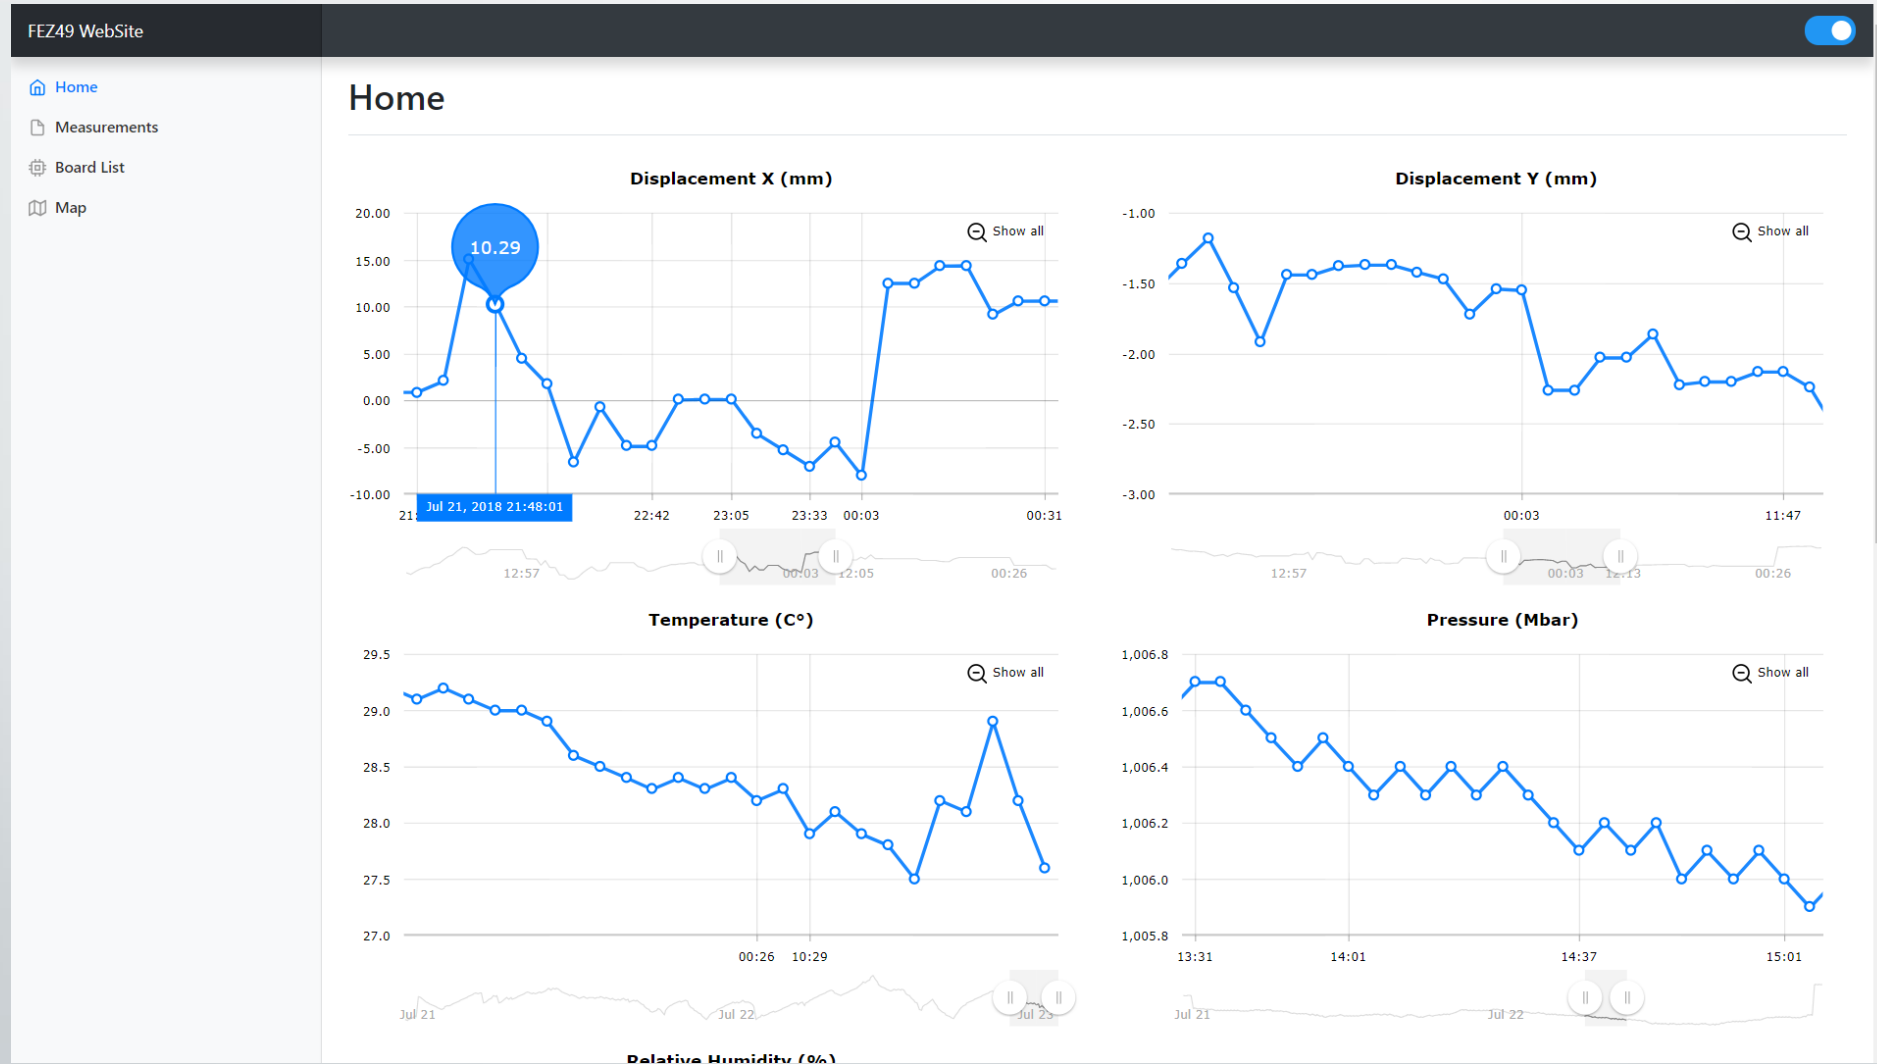 FEZ49 WebSite
Home
Measurements
Board List
Map
Home
Displacement X (mm)
20.00
15.00
10.00
5.00
0.00
-5.00
-10.00
10.29
Show all
21:
Jul 21, 2018 21:48:01
22:42
23:05
23:33
00:03
00:31
12:57
00:03
12:05
00:26
Displacement Y (mm)
-1.00
-1.50
-2.00
-2.50
-3.00
Show all
00:03
11:47
12:57
00:03
12:13
00:26
Temperature (C°)
29.5
29.0
28.5
28.0
27.5
27.0
Show all
00:26
10:29
Jul 21
Jul 22
Jul 23
Pressure (Mbar)
1,006.8
1,006.6
1,006.4
1,006.2
1,006.0
1,005.8
Show all
13:31
14:01
14:37
15:01
Jul 21
Jul 22
Relative Humidity (%)